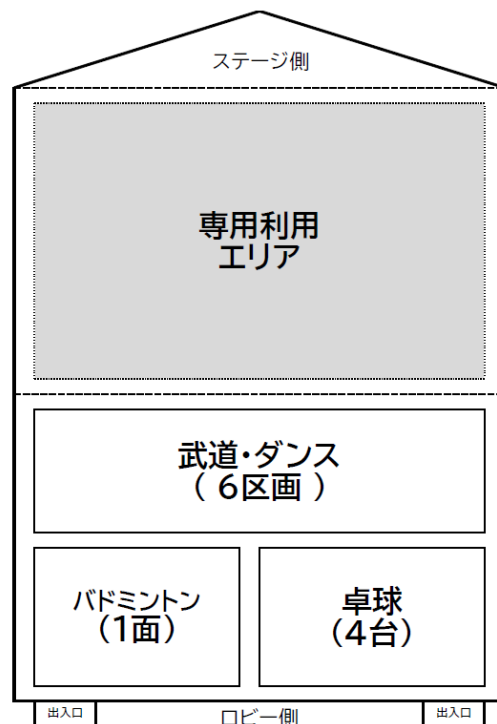 ステージ側
専用利用
エリア
武道・ダンス
（ 6区画 ）
バドミントン
（1面）
卓球
（4台）
出入口
ロビー側
出入口